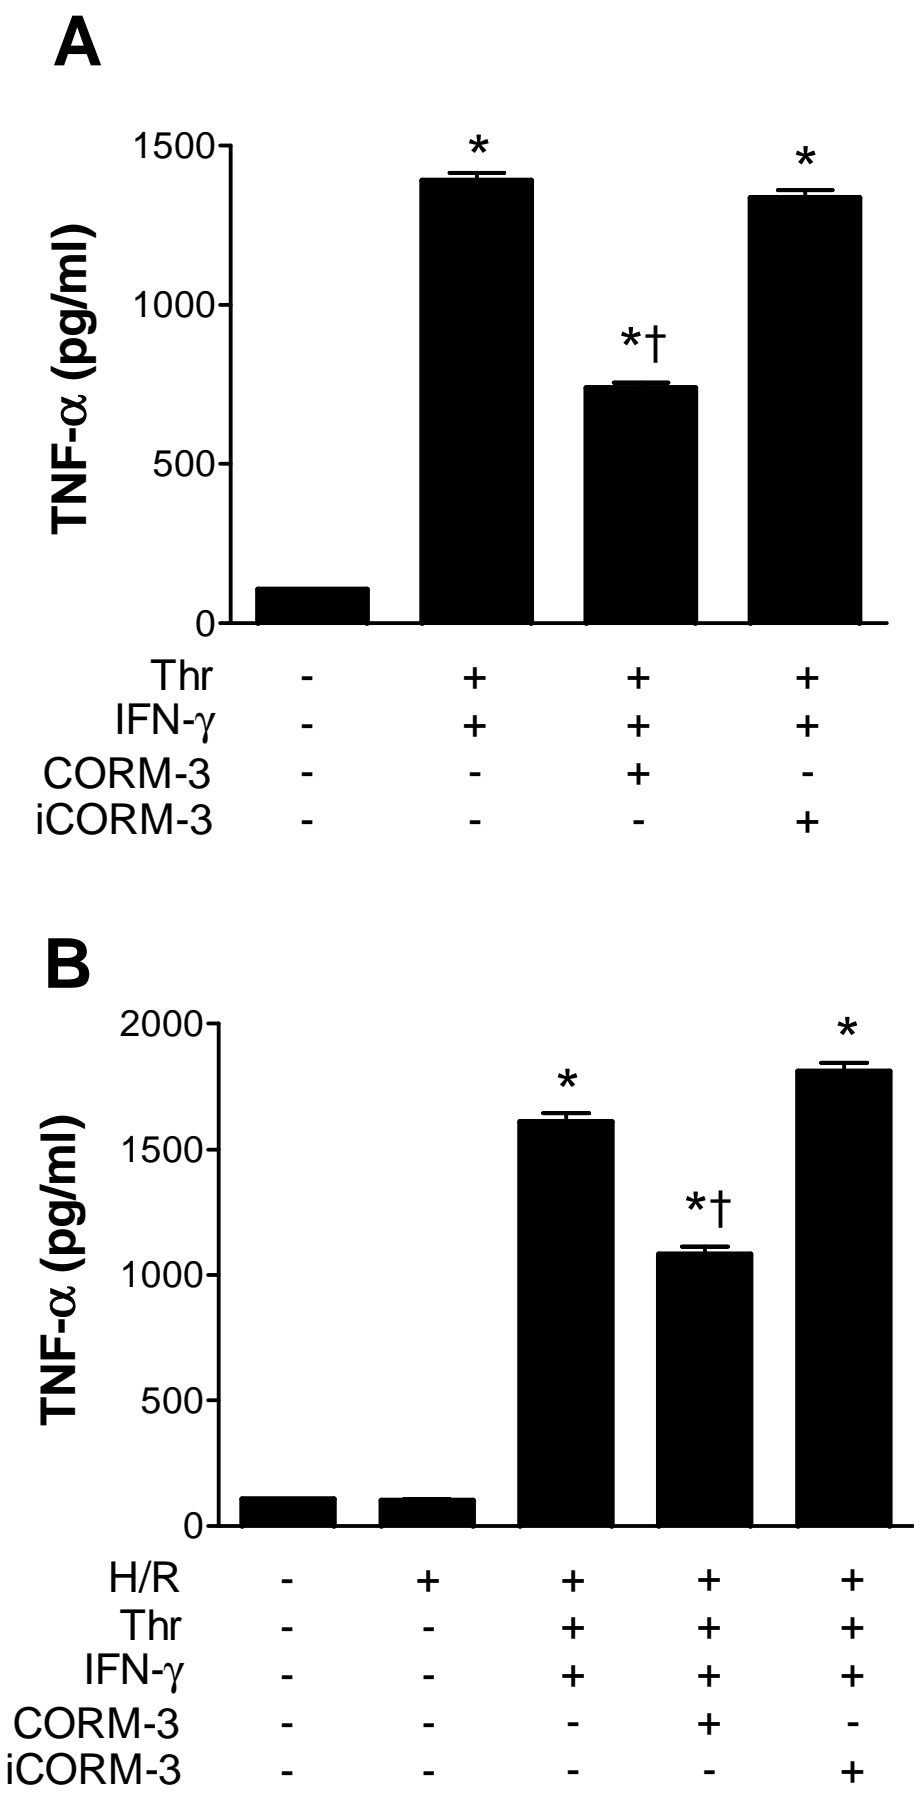 A
1500
*
*
1000
*†
500
0
TNF-α (pg/ml)
Thr - + + +
IFN-γ - + + +
CORM-3 - - + -
iCORM-3 - - - +
B
2000
*
*
1500
*†
1000
500
0
TNF-α (pg/ml)
H/R - + + + +
Thr - - + + +
IFN-γ - - + + +
CORM-3 - - - + -
iCORM-3 - - - - +